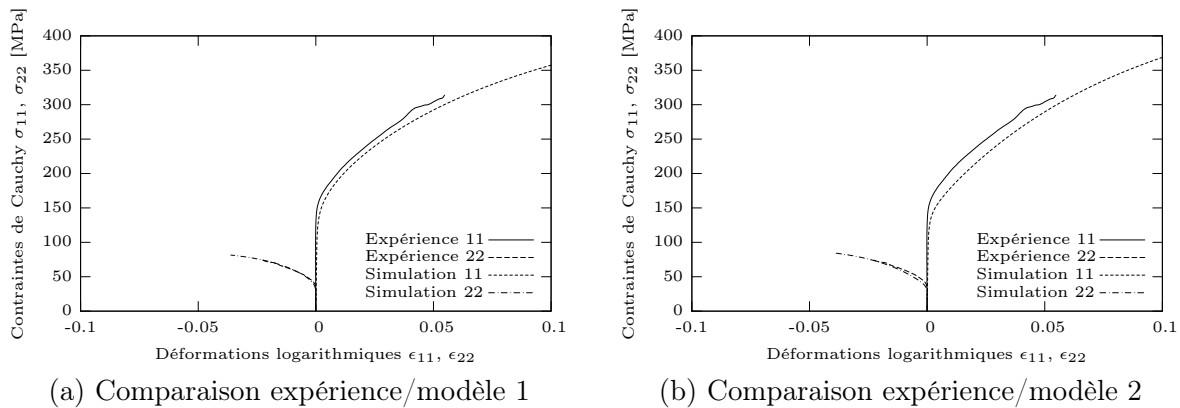 Contraintes de Cauchy σ11, σ22 [MPa]
400
350
300
250
200
150
100
50
0
-0.1
-0.05
0
0.05
0.1
Expérience 11
Expérience 22
Simulation 11
Simulation 22
Déformations logarithmiques ϵ11, ϵ22
(a) Comparaison expérience/modèle 1
Contraintes de Cauchy σ11, σ22 [MPa]
400
350
300
250
200
150
100
50
0
-0.1
-0.05
0
0.05
0.1
Expérience 11
Expérience 22
Simulation 11
Simulation 22
Déformations logarithmiques ϵ11, ϵ22
(b) Comparaison expérience/modèle 2